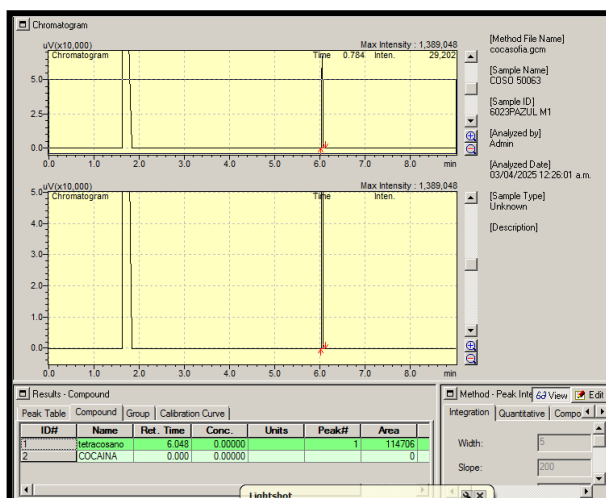 Chromatogram
uV(x10,000)
Max Intensity : 1,389,048
Chromatogram
Time 0.784 Inten. 29,202
5.0
2.5
0.0
0.0 1.0 2.0 3.0 4.0 5.0 6.0 7.0 8.0 min
uV(x10,000)
Max Intensity : 1,389,048
5.0
Chromatogram
Time Inten.
4.0
3.0
2.0
1.0
0.0
0.0 1.0 2.0 3.0 4.0 5.0 6.0 7.0 8.0 min
[Method File Name]
cocasofia.gcm
[Sample Name]
COSO 50063
[Sample ID]
6023PAZUL M1
[Analyzed by]
Admin
[Analyzed Date]
03/04/2025 12:26:01 a.m.
[Sample Type]
Unknown
[Description]
Results - Compound
Peak Table Compound Group Calibration Curve
ID# Name Ret. Time Conc. Units Peak# Area
1 tetracosano 6.048 0.00000 1 114706
2 COCAINA 0.000 0.00000 0
Method - Peak Inte
View Edit
Integration Quantitative Compo
Width: 5
Slope: 200
Lightshot